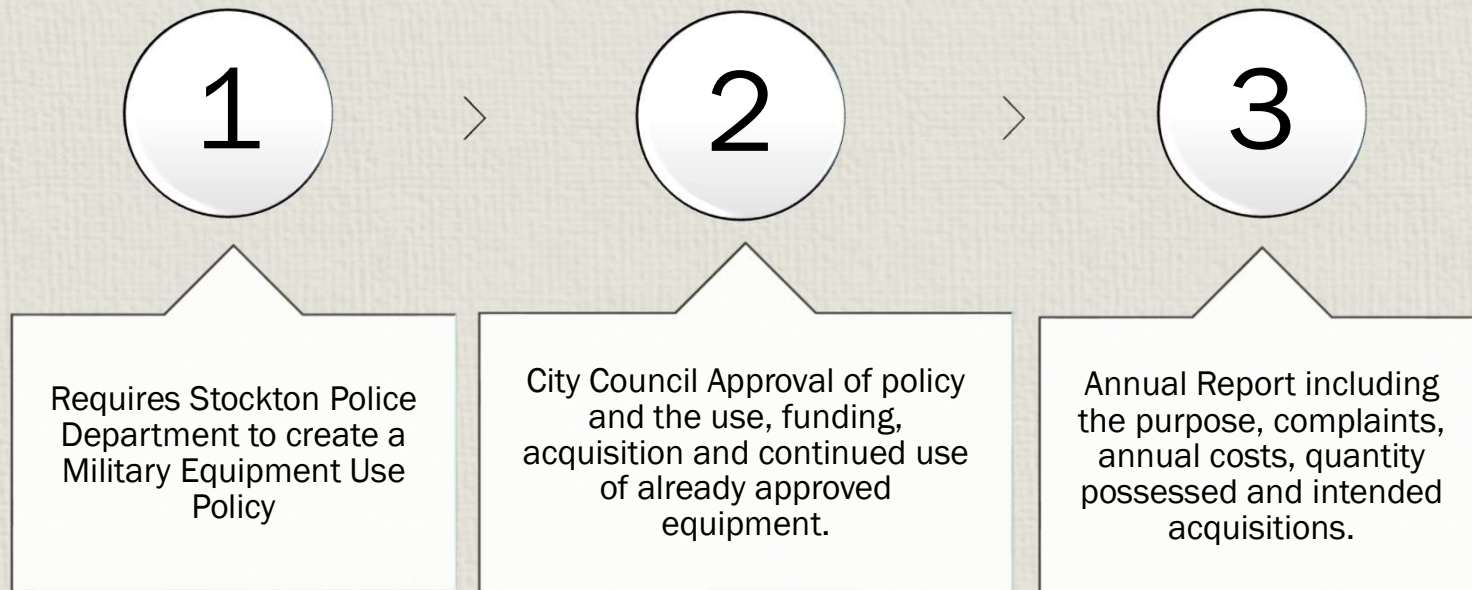 1
>
2
>
3
Requires Stockton Police
Department to create a
Military Equipment Use
Policy
City Council Approval of policy
and the use, funding,
acquisition and continued use
of already approved
equipment.
Annual Report including
the purpose, complaints,
annual costs, quantity
possessed and intended
acquisitions.